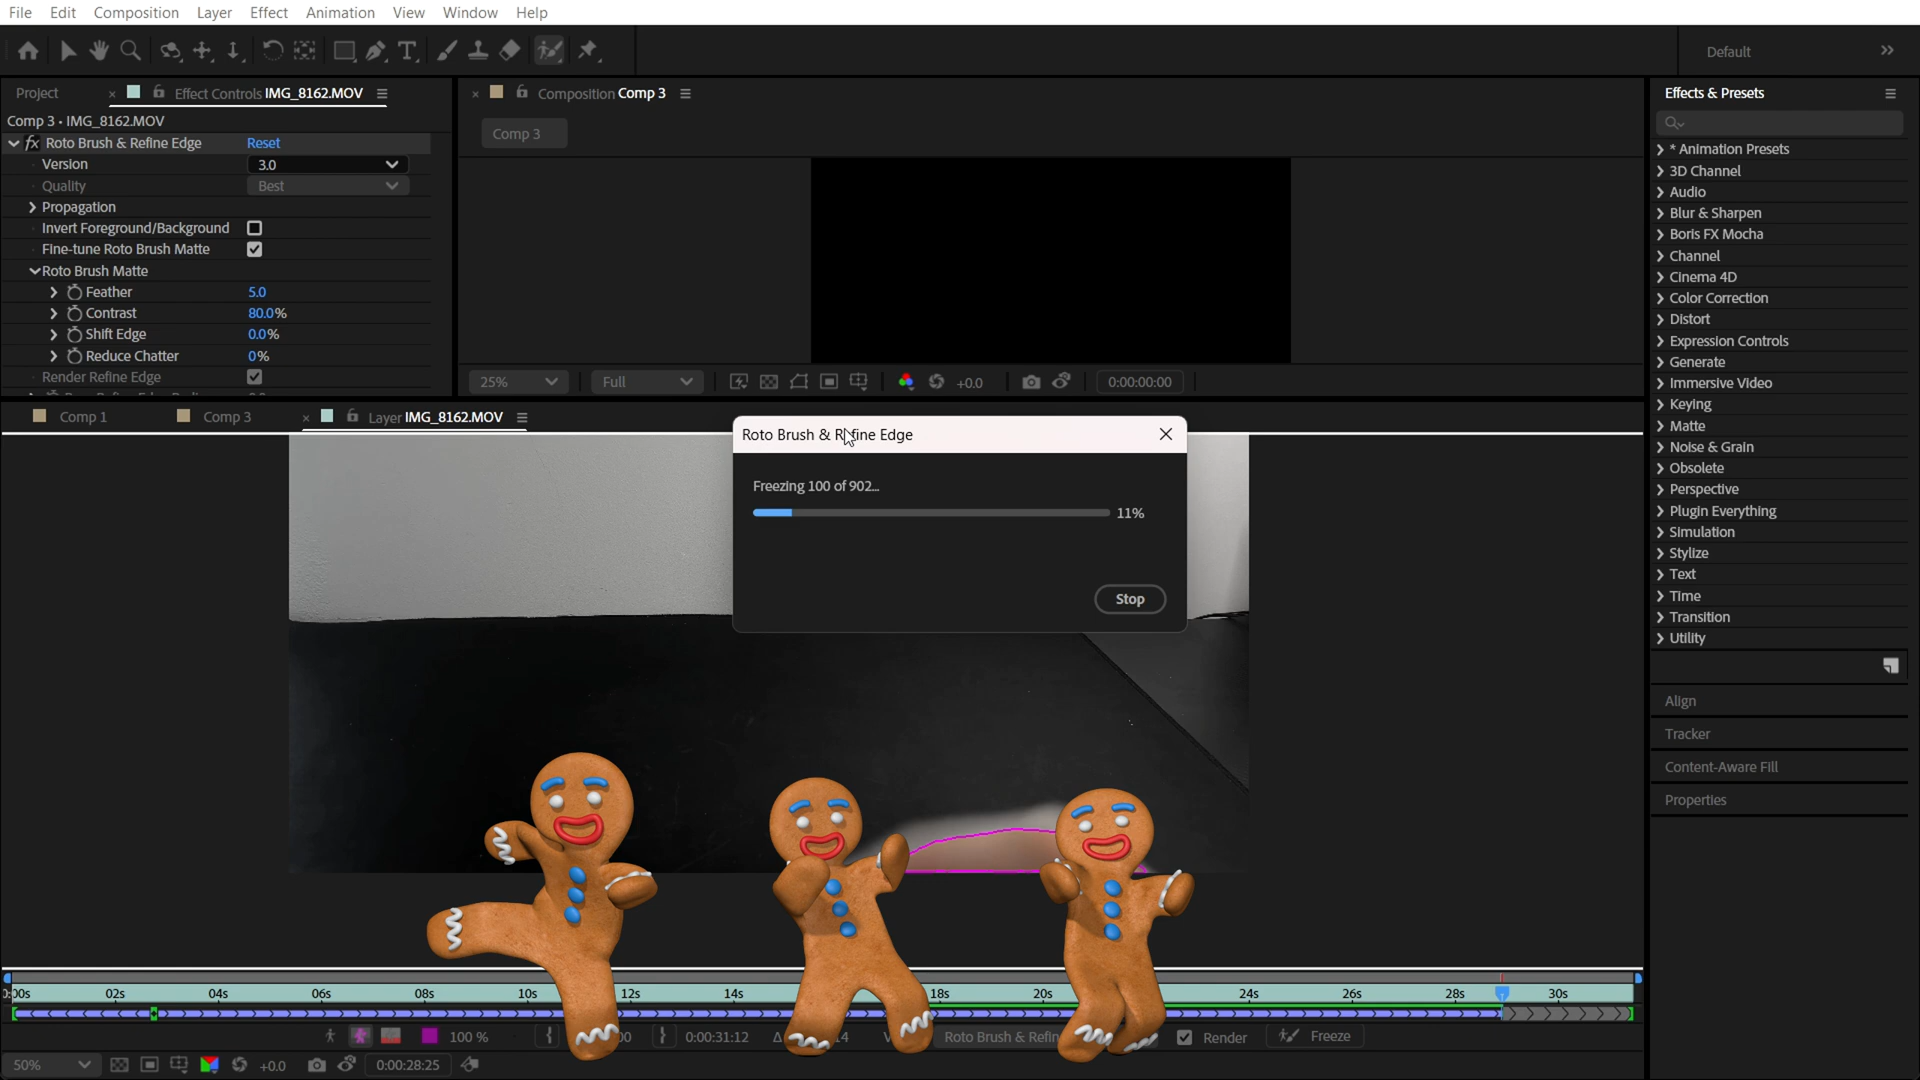 File Edit Composition Layer Effect Animation View Window Help
Default
Project
Effect Controls IMG_8162.MOV
Comp 3 • IMG_8162.MOV
fx Roto Brush & Refine Edge Reset
Version 3.0
Quality Best
Propagation
Invert Foreground/Background
Fine-tune Roto Brush Matte
Roto Brush Matte
Feather 5.0
Contrast 80.0%
Shift Edge 0.0%
Reduce Chatter 0%
Render Refine Edge
Composition Comp 3
Comp 3
25% Full +0.0 0:00:00:00
Comp 1 Comp 3 Layer IMG_8162.MOV
Roto Brush & Refine Edge
Freezing 100 of 902...
11%
Stop
02s 04s 06s 08s 10s 12s 14s 18s 20s 24s 26s 28s 30s
100 % 0:00:31:12 Roto Brush & Refin Render Freeze
50% +0.0 0:00:28:25
Effects & Presets
* Animation Presets
3D Channel
Audio
Blur & Sharpen
Boris FX Mocha
Channel
Cinema 4D
Color Correction
Distort
Expression Controls
Generate
Immersive Video
Keying
Matte
Noise & Grain
Obsolete
Perspective
Plugin Everything
Simulation
Stylize
Text
Time
Transition
Utility
Align
Tracker
Content-Aware Fill
Properties